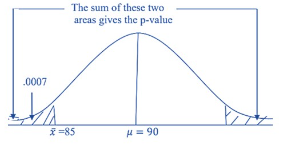 The sum of these two
areas gives the p-value
.0007
x̄ =85
μ = 90